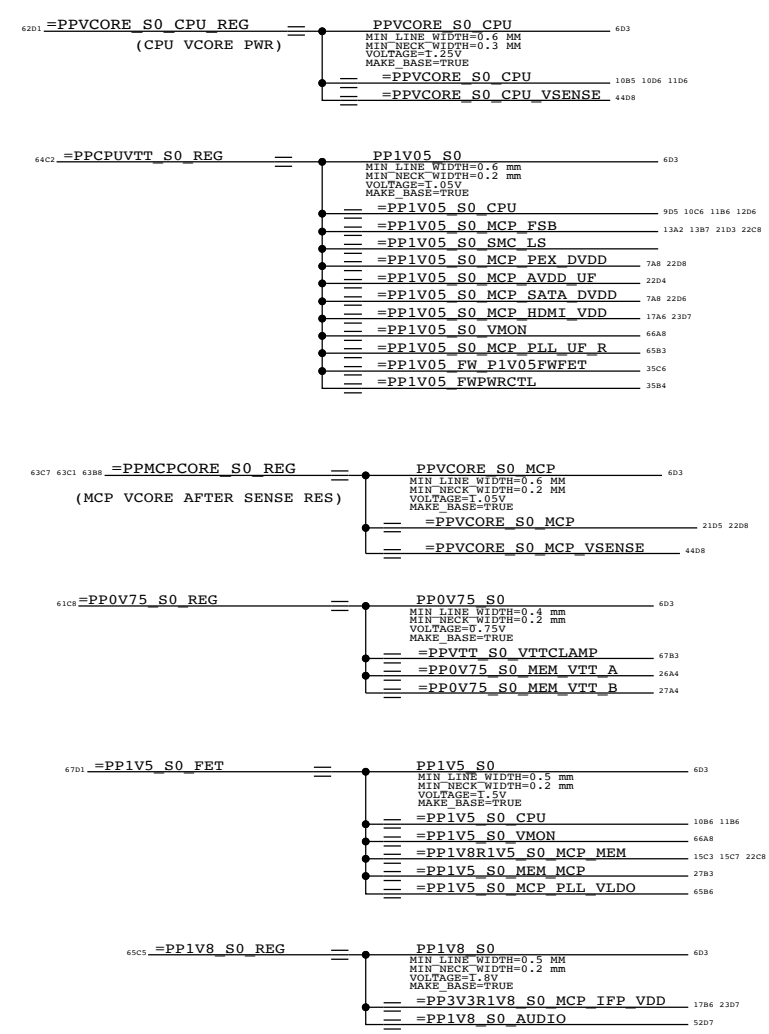 62D1 =PPVCORE_S0_CPU_REG PPVCORE_S0_CPU 6D3
(CPU VCORE PWR) MIN_LINE_WIDTH=0.6 MM
MIN_NECK_WIDTH=0.3 MM
VOLTAGE=1.25V
MAKE_BASE=TRUE
=PPVCORE_S0_CPU 10B5 10D6 11D6
=PPVCORE_S0_CPU_VSENSE 44D8
64C2 =PPCPUVTT_S0_REG PP1V05_S0 6D3
MIN_LINE_WIDTH=0.6 mm
MIN_NECK_WIDTH=0.2 mm
VOLTAGE=1.05V
MAKE_BASE=TRUE
=PP1V05_S0_CPU 9D5 10C6 11B6 12D6
=PP1V05_S0_MCP_FSB 13A2 13B7 21D3 22C8
=PP1V05_S0_SMC_LS
=PP1V05_S0_MCP_PEX_DVDD 7A8 22D8
=PP1V05_S0_MCP_AVDD_UF 22D4
=PP1V05_S0_MCP_SATA_DVDD 7A8 22D6
=PP1V05_S0_MCP_HDMI_VDD 17A6 23D7
=PP1V05_S0_VMON 66A8
=PP1V05_S0_MCP_PLL_UF_R 65B3
=PP1V05_FW_P1V05FWFET 35C6
=PP1V05_FWPWRCTL 35B4
63C7 63C1 63B8 =PPMCPCORE_S0_REG PPVCORE_S0_MCP 6D3
(MCP VCORE AFTER SENSE RES) MIN_LINE_WIDTH=0.6 MM
MIN_NECK_WIDTH=0.2 MM
VOLTAGE=1.05V
MAKE_BASE=TRUE
=PPVCORE_S0_MCP 21D5 22D8
=PPVCORE_S0_MCP_VSENSE 44D8
61C8 =PP0V75_S0_REG PP0V75_S0 6D3
MIN_LINE_WIDTH=0.4 mm
MIN_NECK_WIDTH=0.2 mm
VOLTAGE=0.75V
MAKE_BASE=TRUE
=PPVTT_S0_VTTCLAMP 67B3
=PP0V75_S0_MEM_VTT_A 26A4
=PP0V75_S0_MEM_VTT_B 27A4
67D1 =PP1V5_S0_FET PP1V5_S0 6D3
MIN_LINE_WIDTH=0.5 mm
MIN_NECK_WIDTH=0.2 mm
VOLTAGE=1.5V
MAKE_BASE=TRUE
=PP1V5_S0_CPU 10B6 11B6
=PP1V5_S0_VMON 66A8
=PP1V8R1V5_S0_MCP_MEM 15C3 15C7 22C8
=PP1V5_S0_MEM_MCP 27B3
=PP1V5_S0_MCP_PLL_VLDO 65B6
65C5 =PP1V8_S0_REG PP1V8_S0 6D3
MIN_LINE_WIDTH=0.5 MM
MIN_NECK_WIDTH=0.2 mm
VOLTAGE=1.8V
MAKE_BASE=TRUE
=PP3V3R1V8_S0_MCP_IFP_VDD 17B6 23D7
=PP1V8_S0_AUDIO 52D7